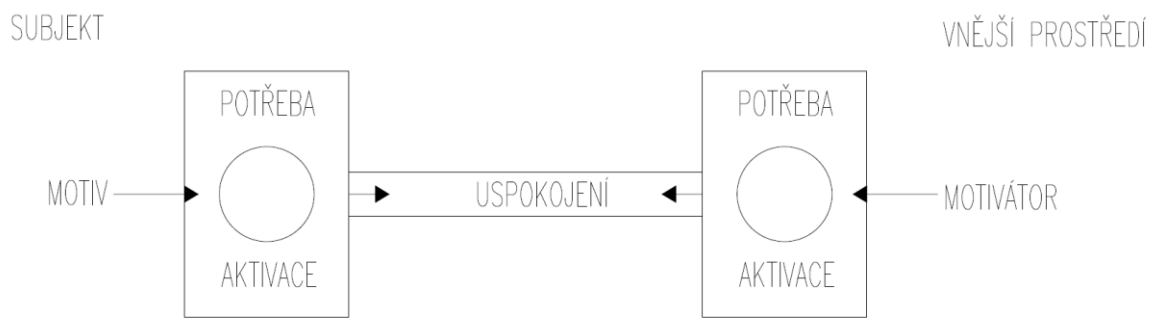 SUBJEKT
VNĚJŠÍ PROSTŘEDÍ
POTŘEBA
POTŘEBA
MOTIV
USPOKOJENÍ
MOTIVÁTOR
AKTIVACE
AKTIVACE